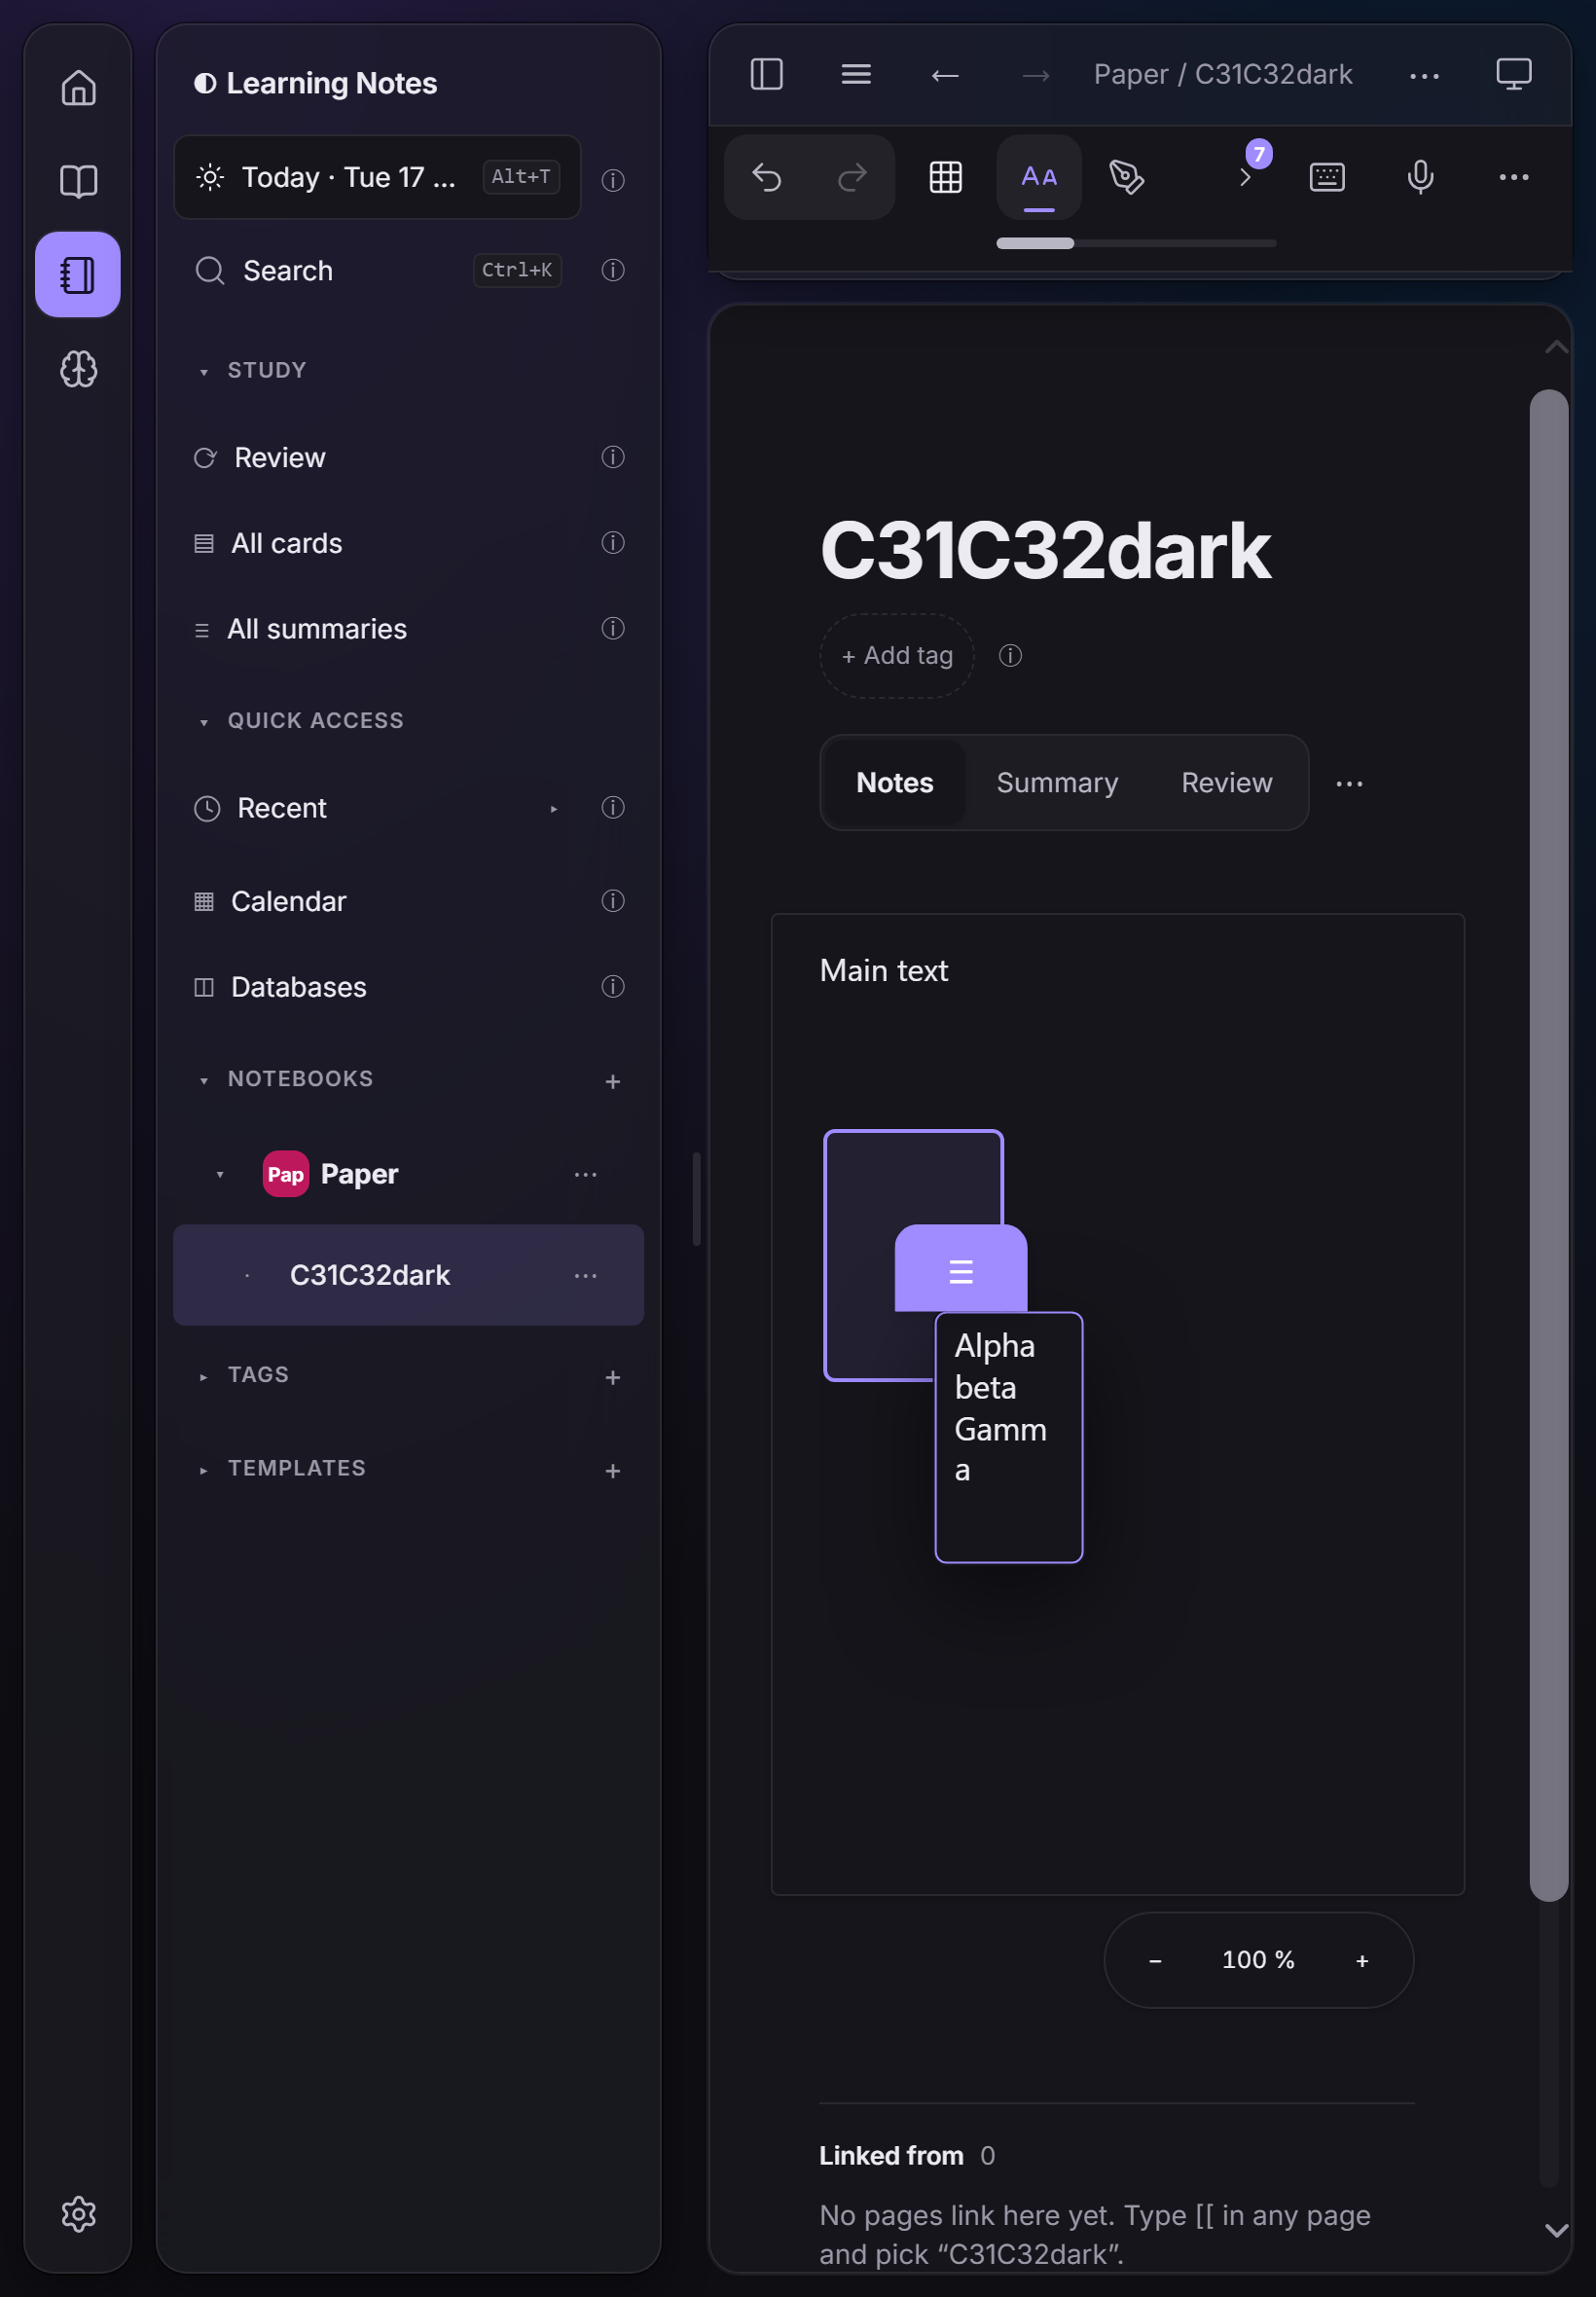 Learning Notes
Today · Tue 17 ... Alt+T
Search Ctrl+K
STUDY
Review
All cards
All summaries
QUICK ACCESS
Recent
Calendar
Databases
NOTEBOOKS +
Pap Paper ...
C31C32dark ...
TAGS +
TEMPLATES +
Paper / C31C32dark ...
AA 7 ...
C31C32dark
+ Add tag
Notes Summary Review ...
Main text
Alpha
beta
Gamm
a
− 100 % +
Linked from 0
No pages link here yet. Type [[ in any page
and pick “C31C32dark”.